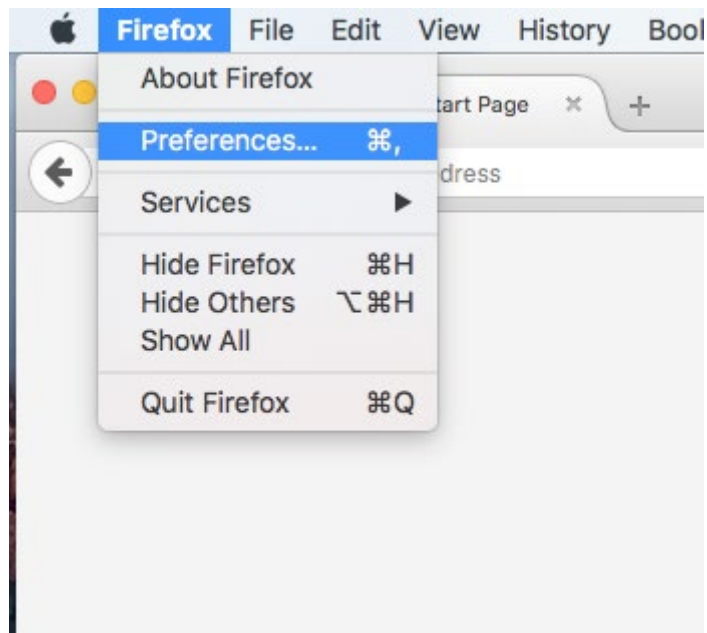 Firefox File Edit View History Bool
About Firefox
tart Page
Preferences... ⌘,
dress
Services
Hide Firefox ⌘H
Hide Others ⌥⌘H
Show All
Quit Firefox ⌘Q